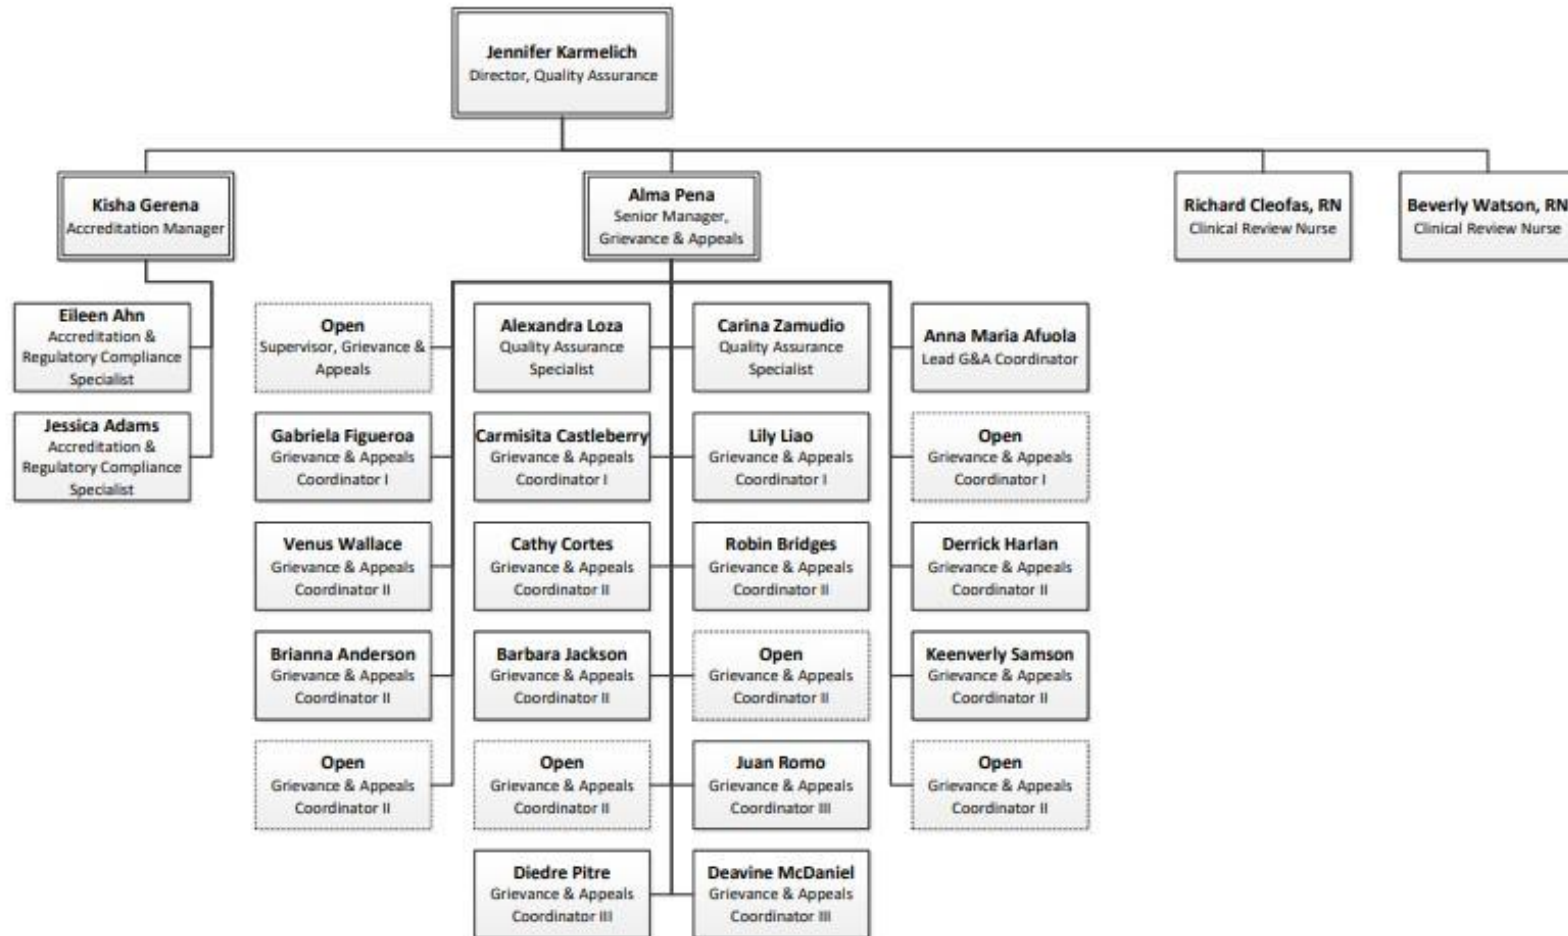 Jennifer Karmelich
Director, Quality Assurance
Kisha Gerena
Accreditation Manager
Alma Pena
Senior Manager,
Grievance & Appeals
Richard Cleofas, RN
Clinical Review Nurse
Beverly Watson, RN
Clinical Review Nurse
Eileen Ahn
Accreditation &
Regulatory Compliance
Specialist
Open
Supervisor, Grievance &
Appeals
Alexandra Loza
Quality Assurance
Specialist
Carina Zamudio
Quality Assurance
Specialist
Anna Maria Afuola
Lead G&A Coordinator
Jessica Adams
Accreditation &
Regulatory Compliance
Specialist
Gabriela Figueroa
Grievance & Appeals
Coordinator I
Carmisita Castleberry
Grievance & Appeals
Coordinator I
Lily Liao
Grievance & Appeals
Coordinator I
Open
Grievance & Appeals
Coordinator I
Venus Wallace
Grievance & Appeals
Coordinator II
Cathy Cortes
Grievance & Appeals
Coordinator II
Robin Bridges
Grievance & Appeals
Coordinator II
Derrick Harlan
Grievance & Appeals
Coordinator II
Brianna Anderson
Grievance & Appeals
Coordinator II
Barbara Jackson
Grievance & Appeals
Coordinator II
Open
Grievance & Appeals
Coordinator II
Keenverly Samson
Grievance & Appeals
Coordinator II
Open
Grievance & Appeals
Coordinator II
Open
Grievance & Appeals
Coordinator II
Juan Romo
Grievance & Appeals
Coordinator III
Open
Grievance & Appeals
Coordinator II
Diedre Pitre
Grievance & Appeals
Coordinator III
Deavine McDaniel
Grievance & Appeals
Coordinator III